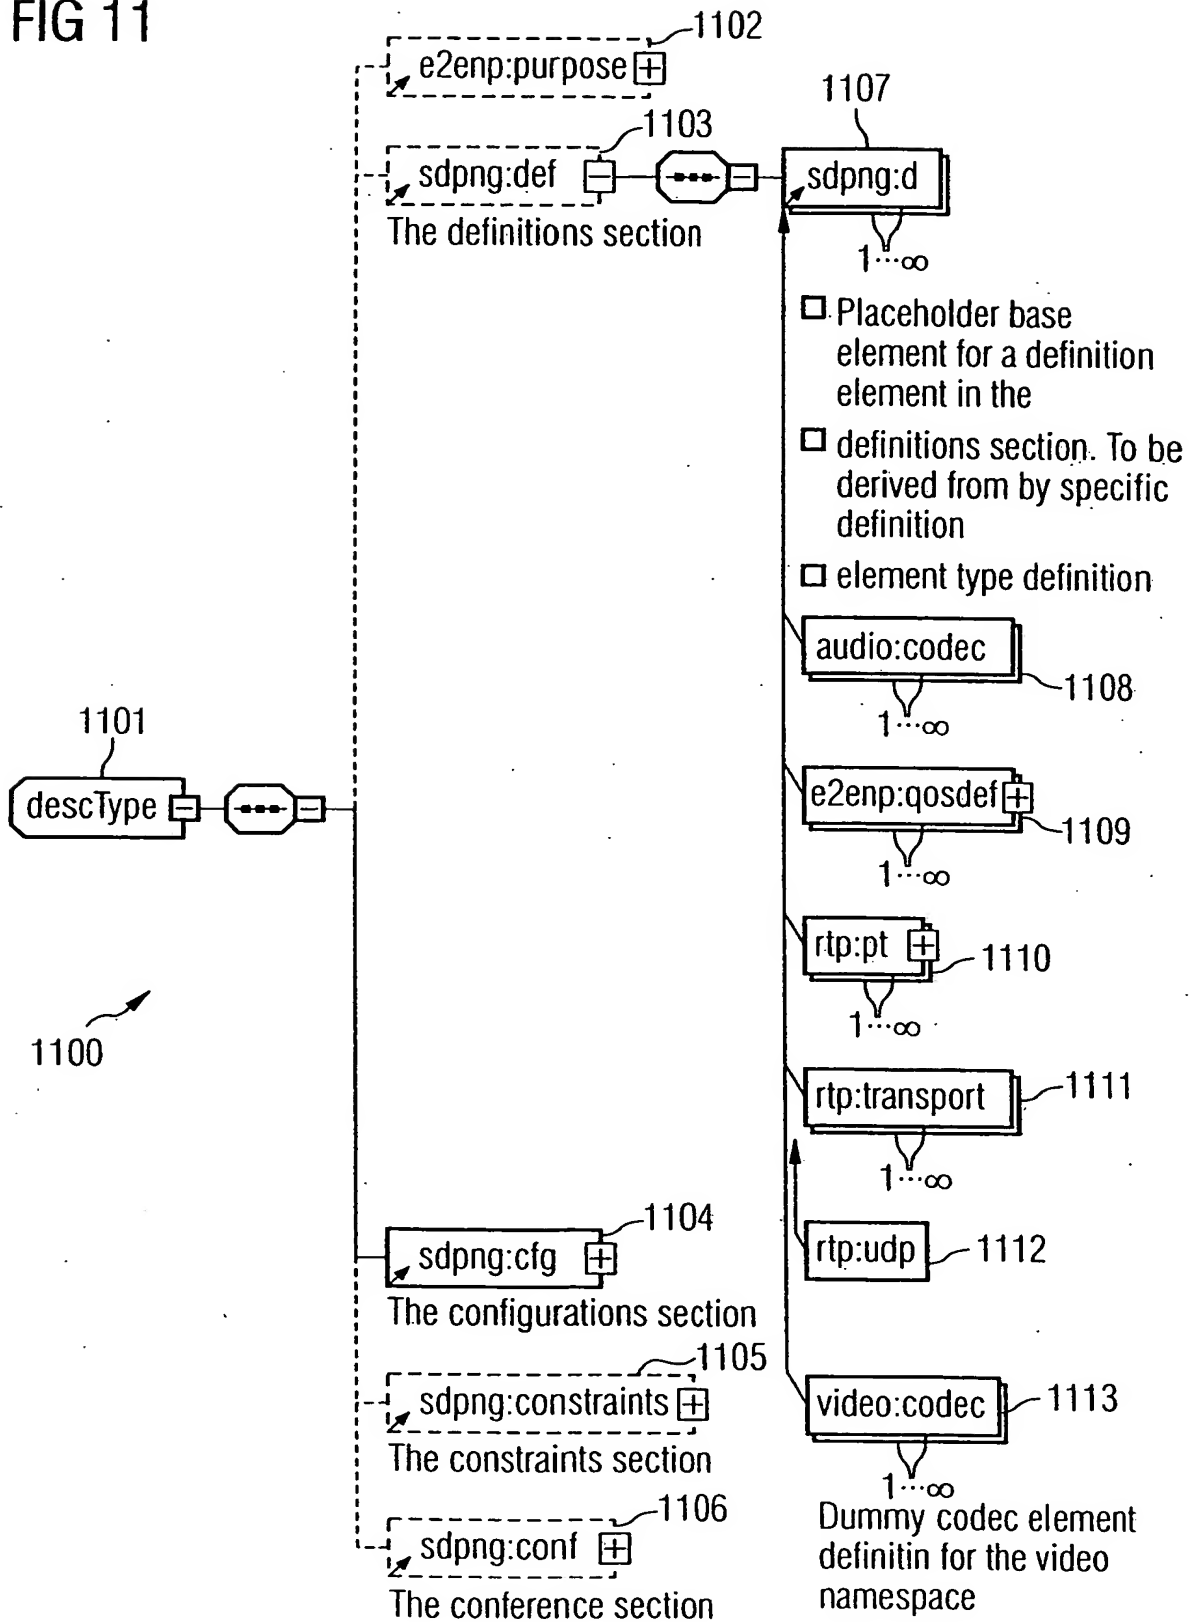 FIG 11
1102
e2enp:purpose
1103
sdpng:def
The definitions section
1107
sdpng:d
1···∞
Placeholder base
element for a definition
element in the
definitions section. To be
derived from by specific
definition
element type definition
audio:codec
1108
1···∞
1101
descType
e2enp:qosdef
1109
1···∞
rtp:pt
1110
1···∞
1100
rtp:transport
1111
1···∞
1104
sdpng:cfg
The configurations section
rtp:udp
1112
1105
sdpng:constraints
The constraints section
video:codec
1113
1···∞
Dummy codec element
definitin for the video
namespace
1106
sdpng:conf
The conference section